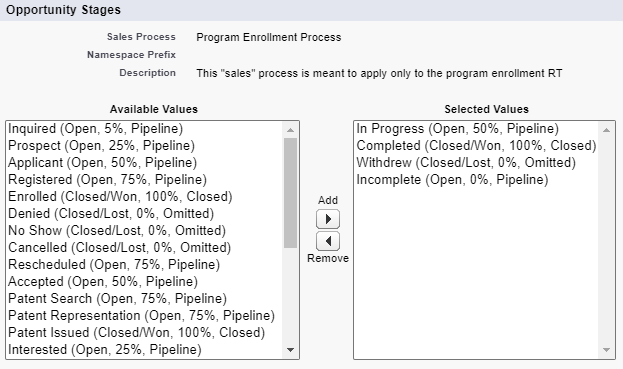 Opportunity Stages
Sales Process Program Enrollment Process
Namespace Prefix
Description This "sales" process is meant to apply only to the program enrollment RT
Available Values
Inquired (Open, 5%, Pipeline)
Prospect (Open, 25%, Pipeline)
Applicant (Open, 50%, Pipeline)
Registered (Open, 75%, Pipeline)
Enrolled (Closed/Won, 100%, Closed)
Denied (Closed/Lost, 0%, Omitted)
No Show (Closed/Lost, 0%, Omitted)
Cancelled (Closed/Lost, 0%, Omitted)
Rescheduled (Open, 75%, Pipeline)
Accepted (Open, 50%, Pipeline)
Patent Search (Open, 75%, Pipeline)
Patent Representation (Open, 75%, Pipeline)
Patent Issued (Closed/Won, 100%, Closed)
Interested (Open, 25%, Pipeline)
Add
Remove
Selected Values
In Progress (Open, 50%, Pipeline)
Completed (Closed/Won, 100%, Closed)
Withdrew (Closed/Lost, 0%, Omitted)
Incomplete (Open, 0%, Pipeline)